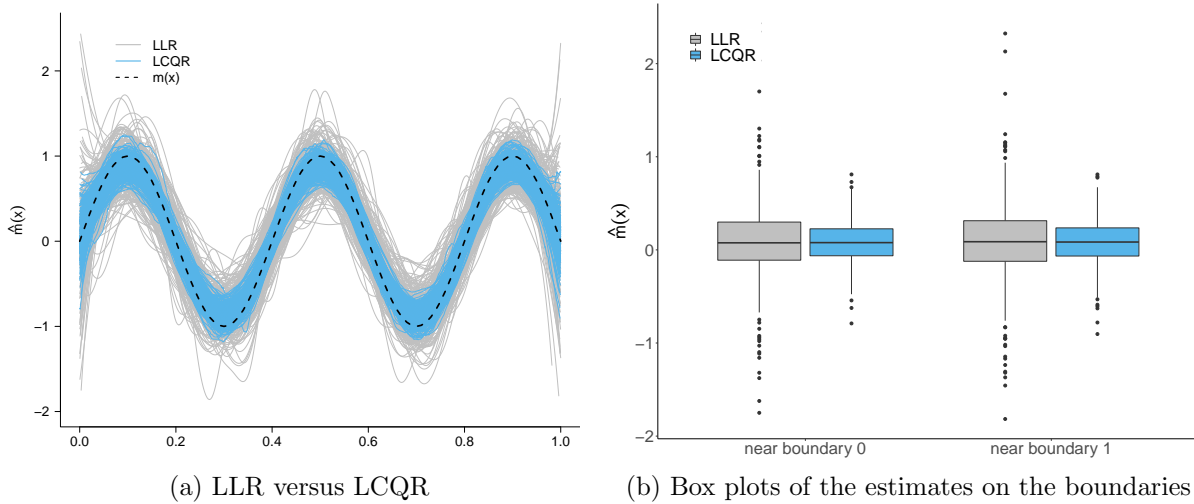 LLR
LCQR
m(x)
m̂(x)
2
1
0
−1
−2
0.0 0.2 0.4 0.6 0.8 1.0
(a) LLR versus LCQR
LLR
LCQR
m̂(x)
2
1
0
−1
−2
near boundary 0 near boundary 1
(b) Box plots of the estimates on the boundaries